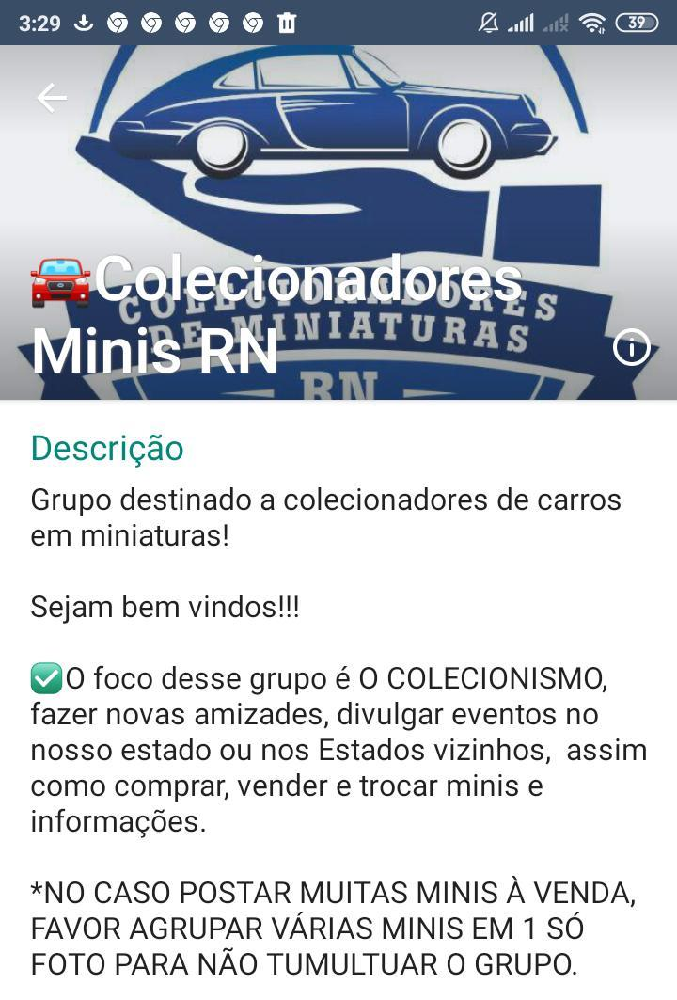 3:29
39
🚘Colecionadores
Minis RN
COLECIONADORES
DE MINIATURAS
RN
Descrição
Grupo destinado a colecionadores de carros
em miniaturas!
Sejam bem vindos!!!
✅O foco desse grupo é O COLECIONISMO,
fazer novas amizades, divulgar eventos no
nosso estado ou nos Estados vizinhos,  assim
como comprar, vender e trocar minis e
informações.
*NO CASO POSTAR MUITAS MINIS À VENDA,
FAVOR AGRUPAR VÁRIAS MINIS EM 1 SÓ
FOTO PARA NÃO TUMULTUAR O GRUPO.